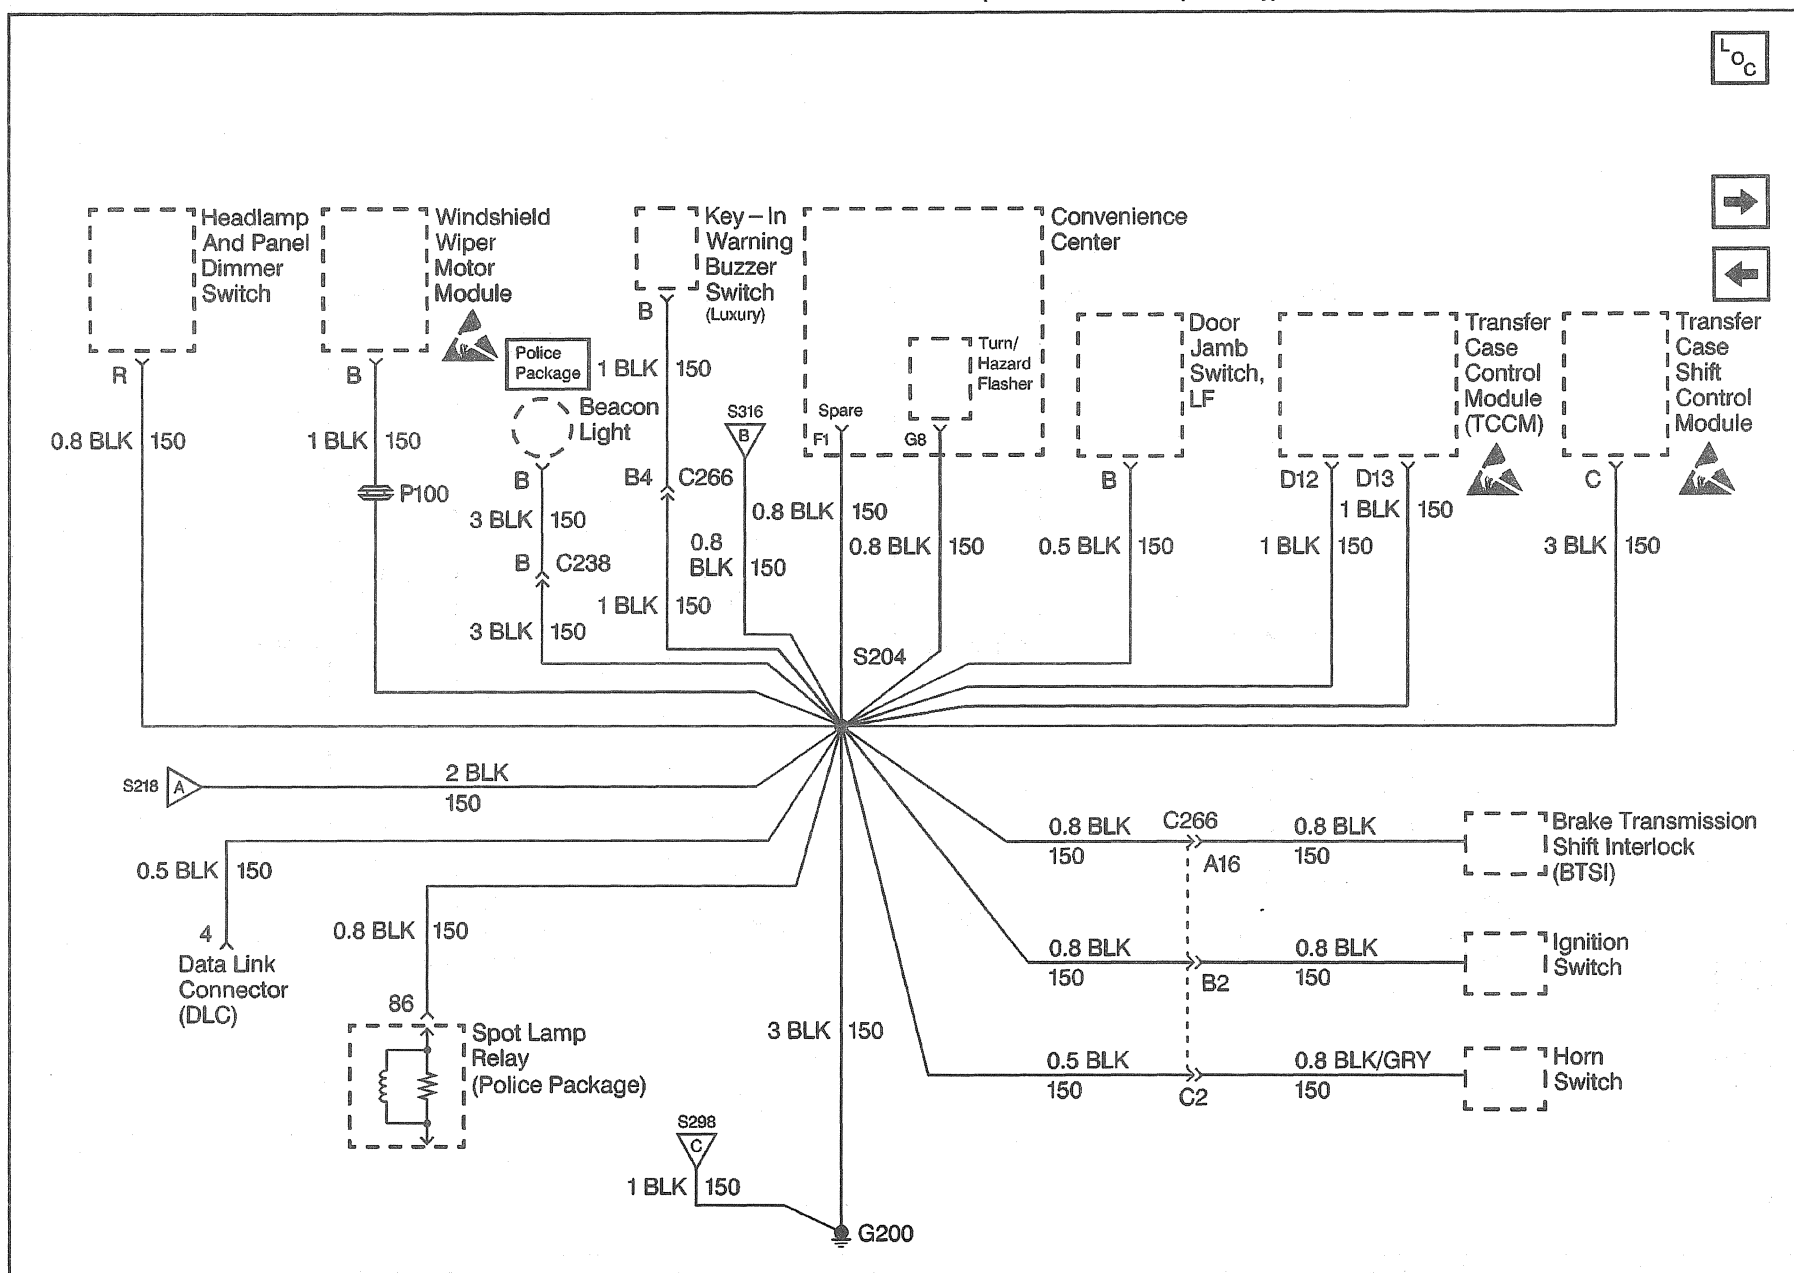 LOC
Headlamp
And Panel
Dimmer
Switch
R
0.8 BLK 150
Windshield
Wiper
Motor
Module
B
1 BLK 150
P100
Police
Package
Beacon
Light
B
3 BLK 150
B C238
3 BLK 150
Key – In
Warning
Buzzer
Switch
(Luxury)
B
1 BLK 150
B4 C266
1 BLK 150
S316
B
0.8
BLK 150
Convenience
Center
Turn/
Hazard
Flasher
Spare
F1
G8
0.8 BLK 150
0.8 BLK 150
Door
Jamb
Switch,
LF
B
0.5 BLK 150
Transfer
Case
Control
Module
(TCCM)
D12 D13
1 BLK 150
1 BLK 150
Transfer
Case
Shift
Control
Module
C
3 BLK 150
S204
S218 A
2 BLK
150
0.5 BLK 150
4
Data Link
Connector
(DLC)
0.8 BLK 150
86
Spot Lamp
Relay
(Police Package)
3 BLK 150
S298
C
1 BLK 150
G200
0.8 BLK
150
C266
A16
0.8 BLK
150
Brake Transmission
Shift Interlock
(BTSI)
0.8 BLK
150
B2
0.8 BLK
150
Ignition
Switch
0.5 BLK
150
C2
0.8 BLK/GRY
150
Horn
Switch